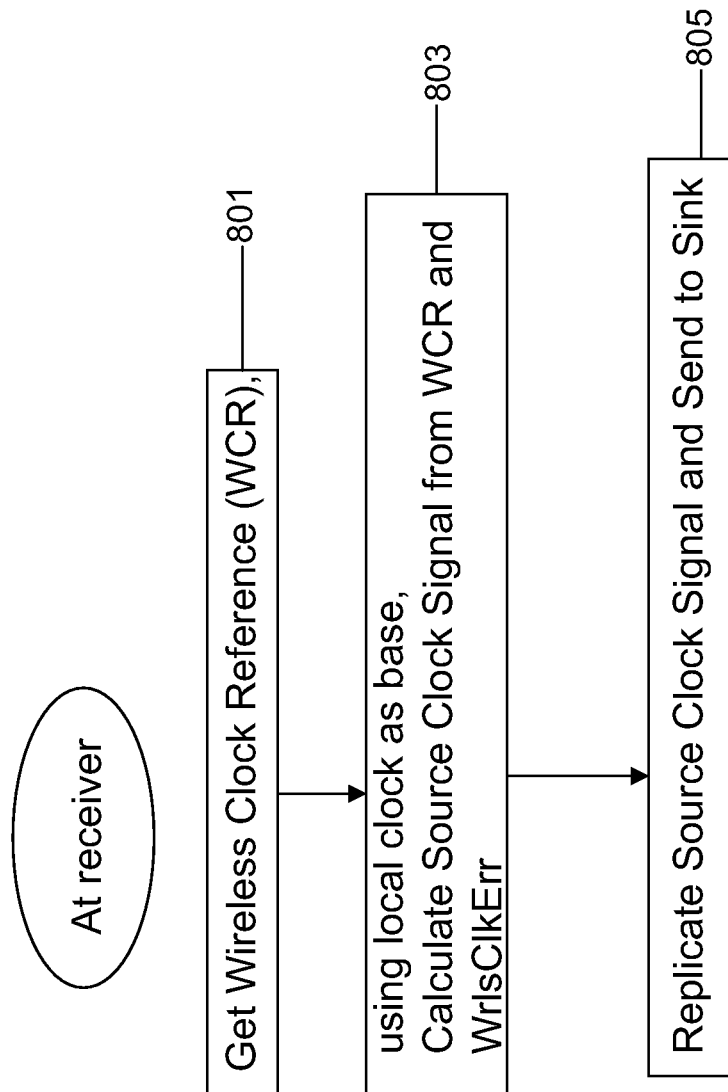 At receiver
Get Wireless Clock Reference (WCR),
801
using local clock as base,
Calculate Source Clock Signal from WCR and
WrlsClkErr
803
Replicate Source Clock Signal and Send to Sink
805